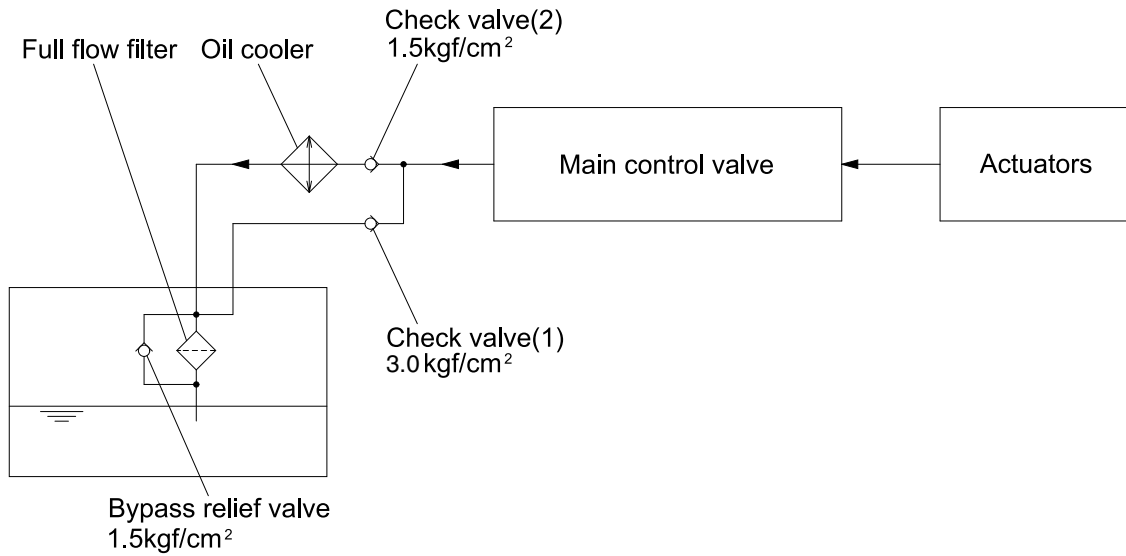 Check valve(2)
1.5kgf/cm²
Full flow filter
Oil cooler
Main control valve
Actuators
Check valve(1)
3.0kgf/cm²
Bypass relief valve
1.5kgf/cm²